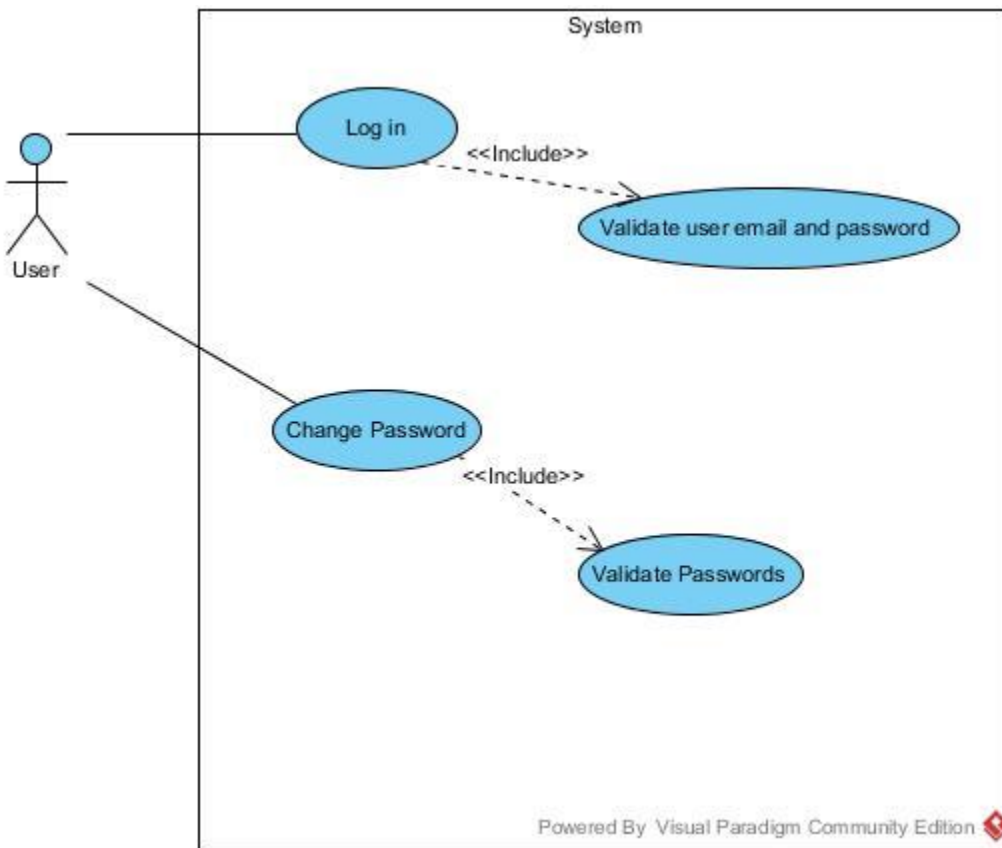 System
Log in
<<Include>>
Validate user email and password
User
Change Password
<<Include>>
Validate Passwords
Powered By Visual Paradigm Community Edition